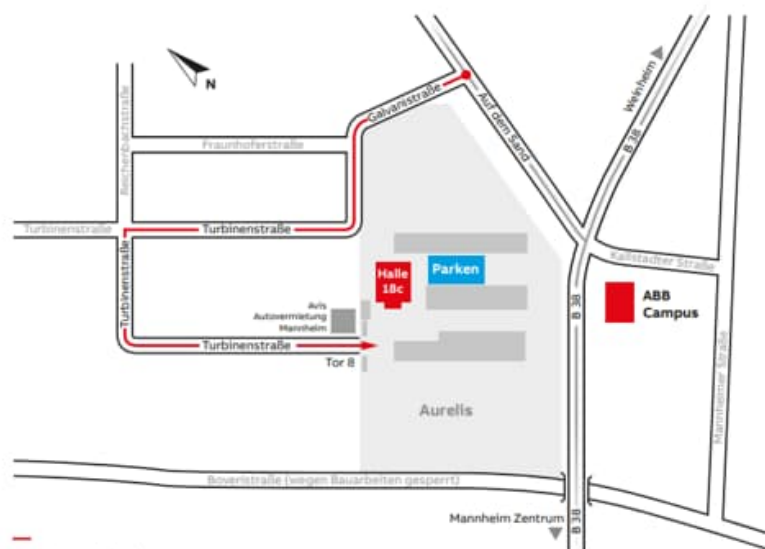 N
Weinheim
Galvanistraße
Auf dem Sand
B 38
Reichenbachstraße
Fraunhoferstraße
Turbinenstraße
Turbinenstraße
Turbinenstraße
Kallstadter Straße
Halle
18c
Parken
ABB
Campus
B 38
Avis
Autovermietung
Mannheim
Turbinenstraße
Tor 8
Mannheimer Straße
Aurelis
Boveristraße (wegen Bauarbeiten gesperrt)
Mannheim Zentrum
B 38